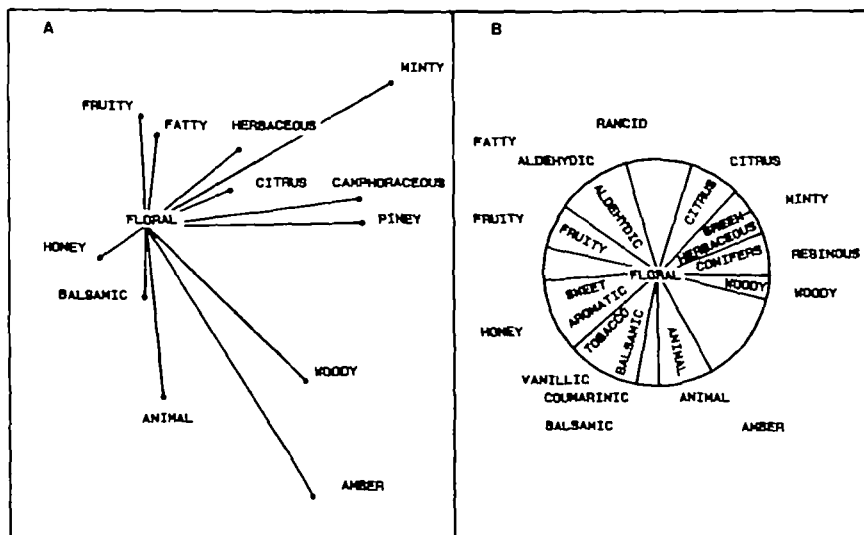 A
MINTY
FRUITY
FATTY
HERBACEOUS
CITRUS
CAMPHORACEOUS
FLORAL
PINEY
HONEY
BALSAMIC
WOODY
ANIMAL
AMBER
B
RANCID
FATTY
ALDEHYDIC
CITRUS
MINTY
FRUITY
RESINOUS
WOODY
HONEY
VANILLIC
COUMARINIC
ANIMAL
BALSAMIC
AMBER
ALDEHYDIC
CITRUS
GREEN
HERBACEOUS
FRUITY
CONIFERS
FLORAL
WOODY
SWEET
AROMATIC
TOBACCO
BALSAMIC
ANIMAL